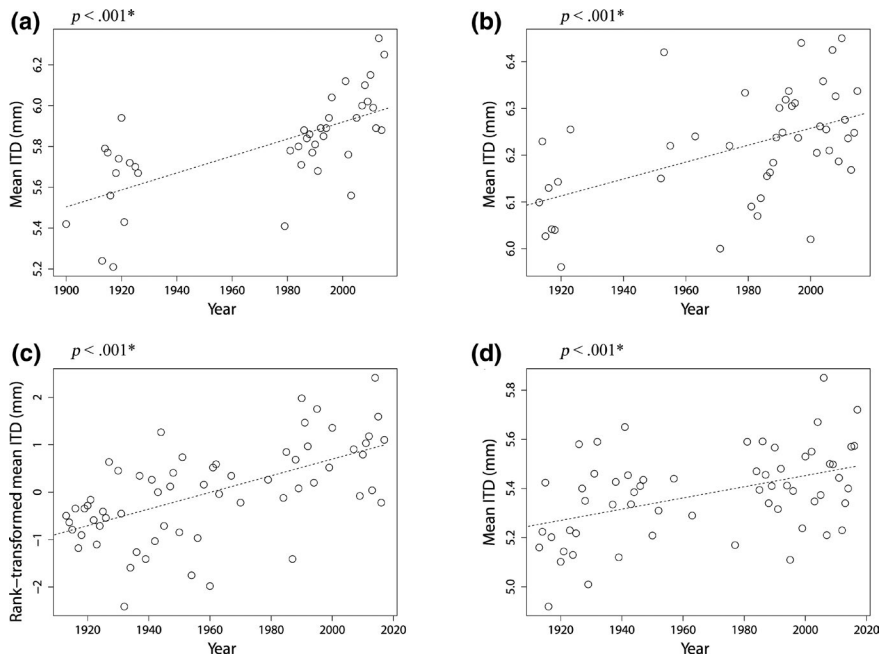 (a)
p < .001*
Mean ITD (mm)
6.2
6.0
5.8
5.6
5.4
5.2
1900 1920 1940 1960 1980 2000
Year
(b)
p < .001*
Mean ITD (mm)
6.4
6.3
6.2
6.1
6.0
1920 1940 1960 1980 2000
Year
(c)
p < .001*
Rank−transformed mean ITD (mm)
2
1
0
−1
−2
1920 1940 1960 1980 2000 2020
Year
(d)
p < .001*
Mean ITD (mm)
5.8
5.6
5.4
5.2
5.0
1920 1940 1960 1980 2000 2020
Year